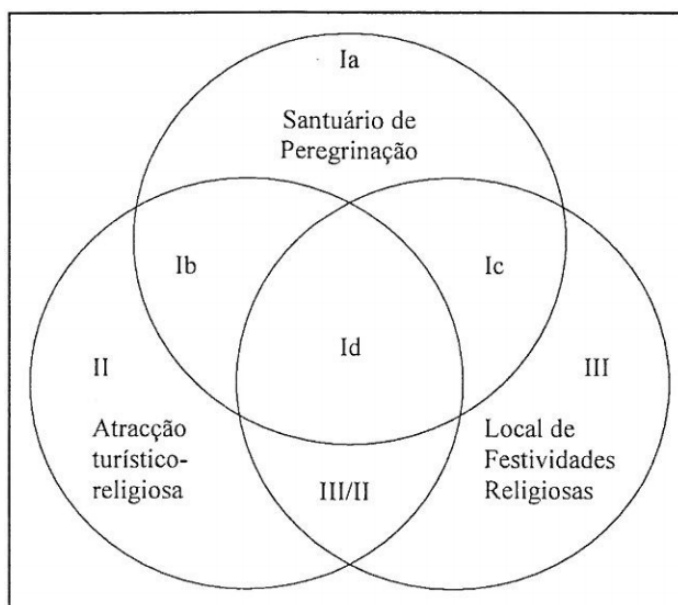 Ia
Santuário de
Peregrinação
Ib
Ic
Id
II
III
Atracção
turístico-
religiosa
Local de
Festividades
Religiosas
III/II